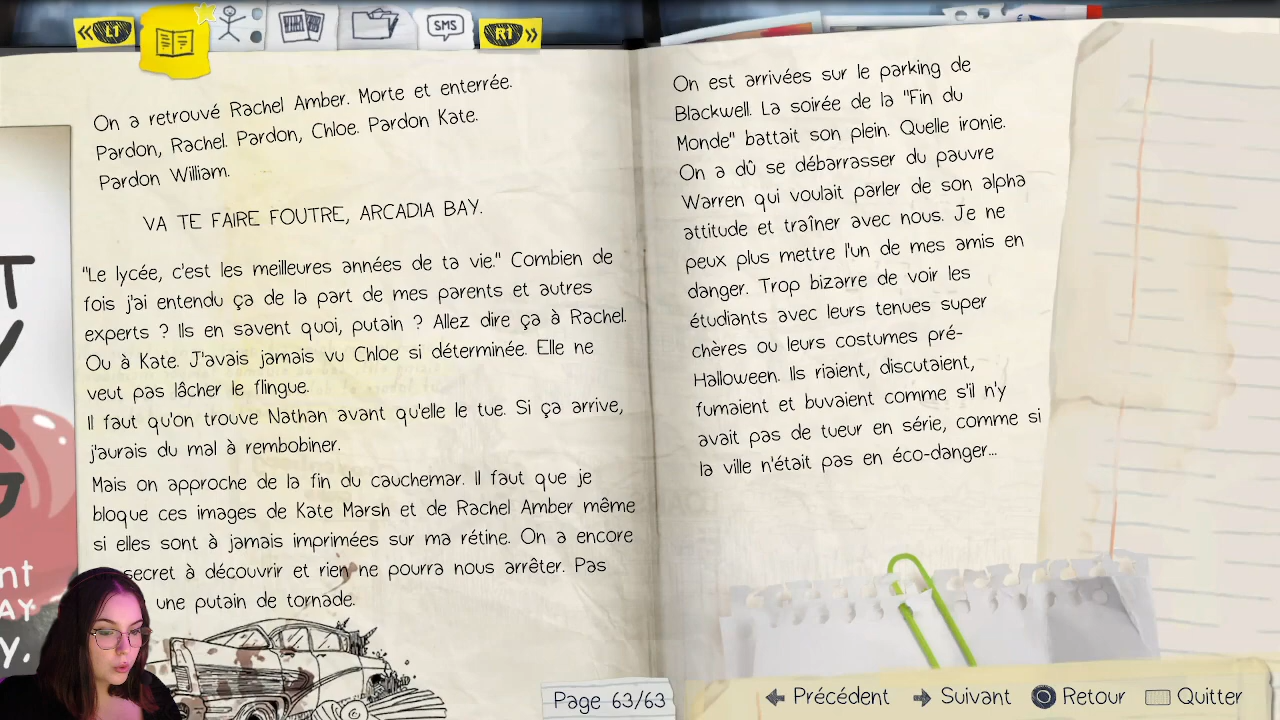 L1
SMS
R1
On a retrouvé Rachel Amber. Morte et enterrée.
Pardon, Rachel. Pardon, Chloe. Pardon Kate.
Pardon William.
VA TE FAIRE FOUTRE, ARCADIA BAY.
"Le lycée, c'est les meilleures années de ta vie." Combien de
fois j'ai entendu ça de la part de mes parents et autres
experts ? Ils en savent quoi, putain ? Allez dire ça à Rachel.
Ou à Kate. J'avais jamais vu Chloe si déterminée. Elle ne
veut pas lâcher le flingue.
Il faut qu'on trouve Nathan avant qu'elle le tue. Si ça arrive,
j'aurais du mal à rembobiner.
Mais on approche de la fin du cauchemar. Il faut que je
bloque ces images de Kate Marsh et de Rachel Amber même
si elles sont à jamais imprimées sur ma rétine. On a encore
secret à découvrir et rien ne pourra nous arrêter. Pas
une putain de tornade.
On est arrivées sur le parking de
Blackwell. La soirée de la "Fin du
Monde" battait son plein. Quelle ironie.
On a dû se débarrasser du pauvre
Warren qui voulait parler de son alpha
attitude et traîner avec nous. Je ne
peux plus mettre l'un de mes amis en
danger. Trop bizarre de voir les
étudiants avec leurs tenues super
chères ou leurs costumes pré-
Halloween. Ils riaient, discutaient,
fumaient et buvaient comme s'il n'y
avait pas de tueur en série, comme si
la ville n'était pas en éco-danger...
Page 63/63
Précédent
Suivant
Retour
Quitter